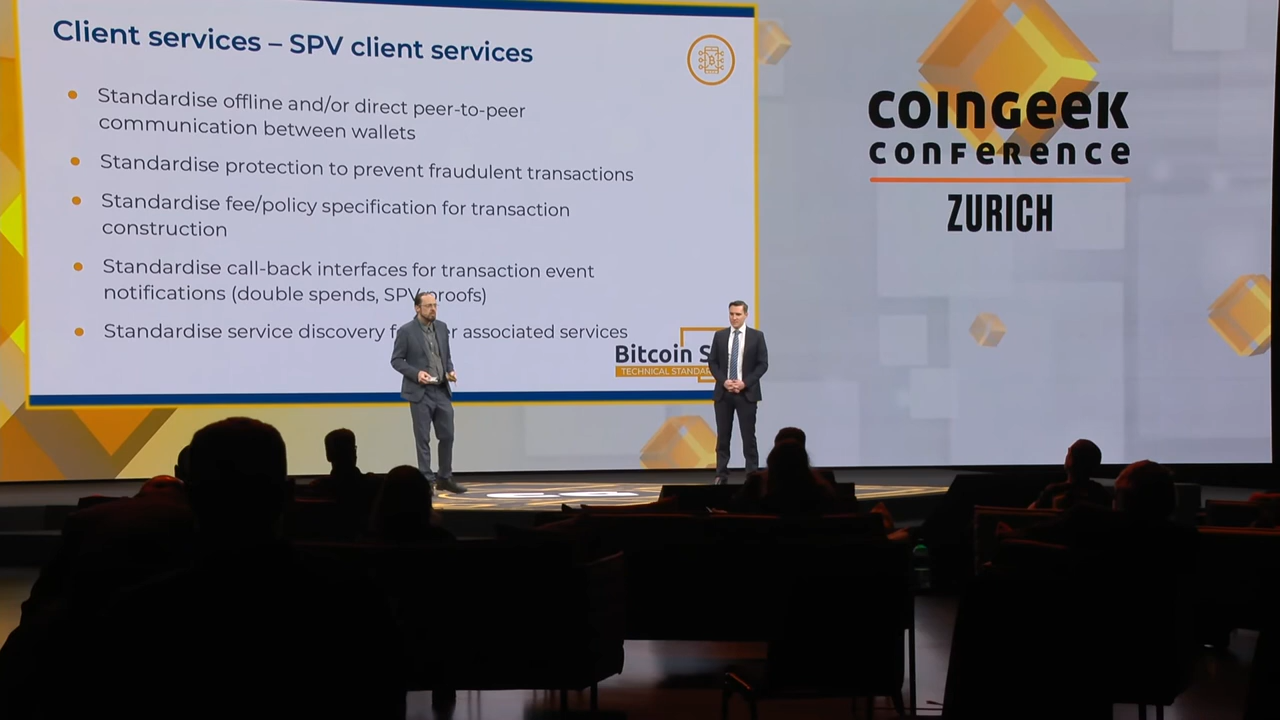 Client services – SPV client services
Standardise offline and/or direct peer-to-peer
communication between wallets
Standardise protection to prevent fraudulent transactions
Standardise fee/policy specification for transaction
construction
Standardise call-back interfaces for transaction event
notifications (double spends, SPV proofs)
Standardise service discovery associated services
Bitcoin
TECHNICAL
COINGEEK
CONFERENCE
ZURICH